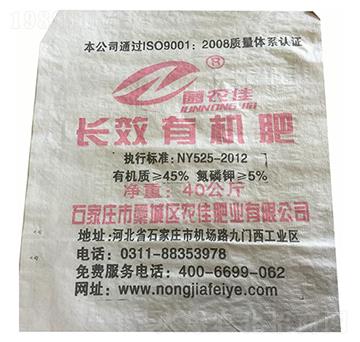 本公司通过ISO9001：2008质量体系认证
®
农佳
JUNNONGJIA
长效有机肥
执行标准：NY525-2012
有机质≥45% 氮磷钾≥5%
净重：40公斤
石家庄市藁城区农佳肥业有限公司
地址：河北省石家庄市机场路九门西工业区
电话：0311-88353978
免费服务电话：400-6699-062
网址：www.nongjiafeiye.com